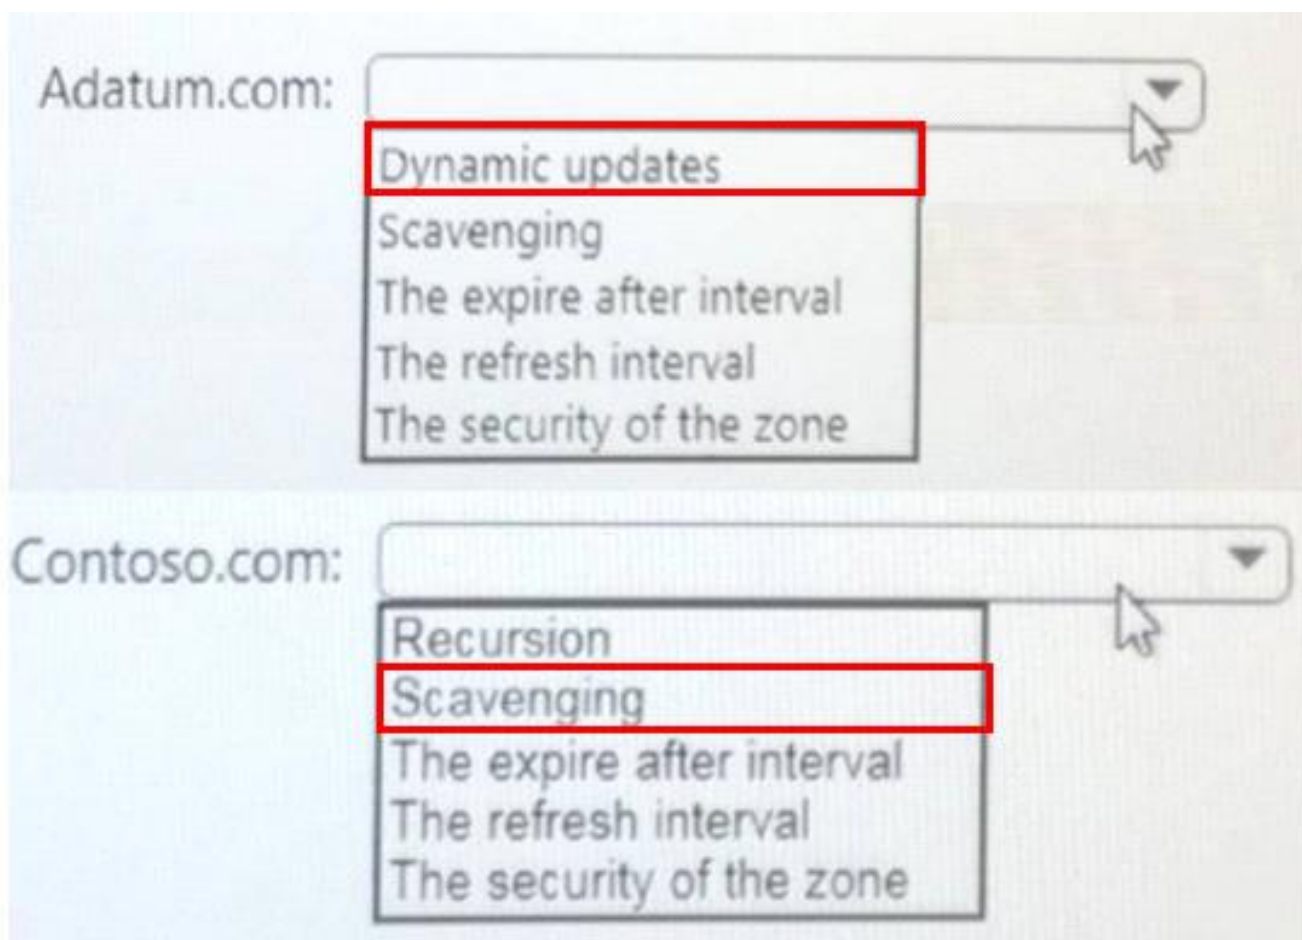 Adatum.com:
Dynamic updates
Scavenging
The expire after interval
The refresh interval
The security of the zone
Contoso.com:
Recursion
Scavenging
The expire after interval
The refresh interval
The security of the zone